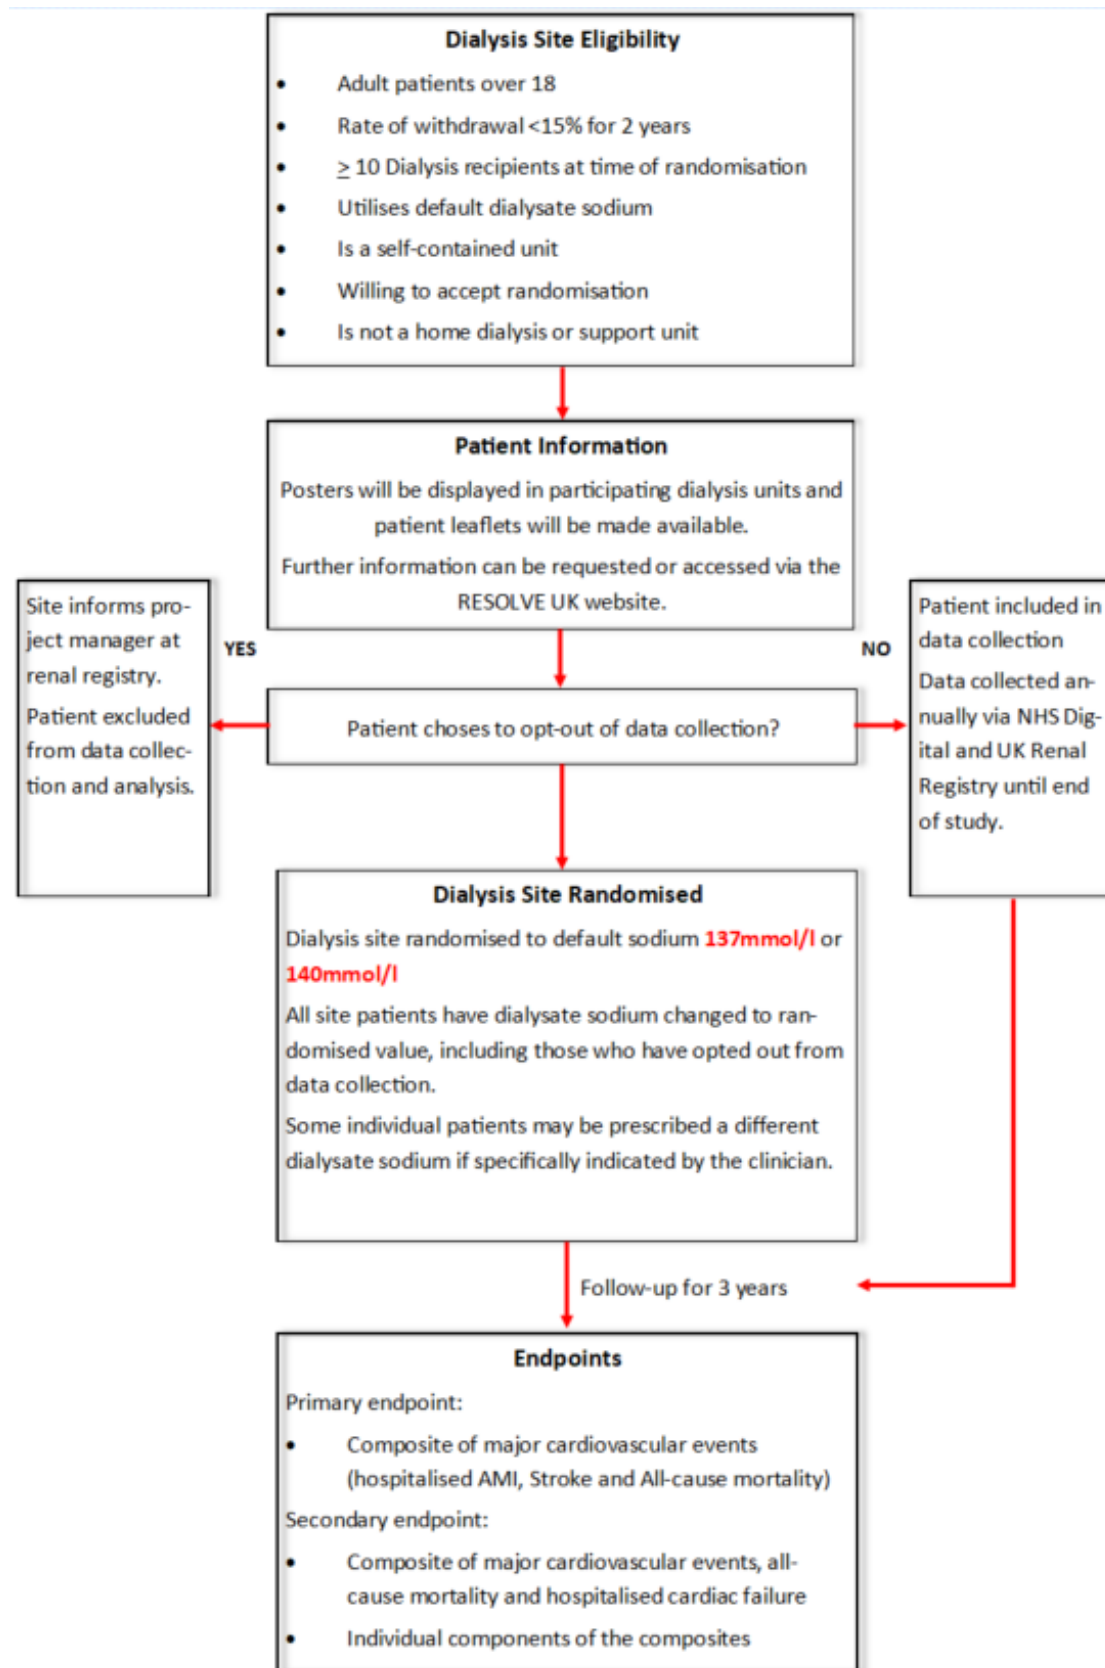 Dialysis Site Eligibility
• Adult patients over 18
• Rate of withdrawal <15% for 2 years
• ≥ 10 Dialysis recipients at time of randomisation
• Utilises default dialysate sodium
• Is a self-contained unit
• Willing to accept randomisation
• Is not a home dialysis or support unit
Patient Information
Posters will be displayed in participating dialysis units and
patient leaflets will be made available.
Further information can be requested or accessed via the
RESOLVE UK website.
Site informs pro-
ject manager at
renal registry.
Patient excluded
from data collec-
tion and analysis.
YES
Patient choses to opt-out of data collection?
NO
Patient included in
data collection
Data collected an-
nually via NHS Dig-
ital and UK Renal
Registry until end
of study.
Dialysis Site Randomised
Dialysis site randomised to default sodium 137mmol/l or
140mmol/l
All site patients have dialysate sodium changed to ran-
domised value, including those who have opted out from
data collection.
Some individual patients may be prescribed a different
dialysate sodium if specifically indicated by the clinician.
Follow-up for 3 years
Endpoints
Primary endpoint:
• Composite of major cardiovascular events
(hospitalised AMI, Stroke and All-cause mortality)
Secondary endpoint:
• Composite of major cardiovascular events, all-
cause mortality and hospitalised cardiac failure
• Individual components of the composites